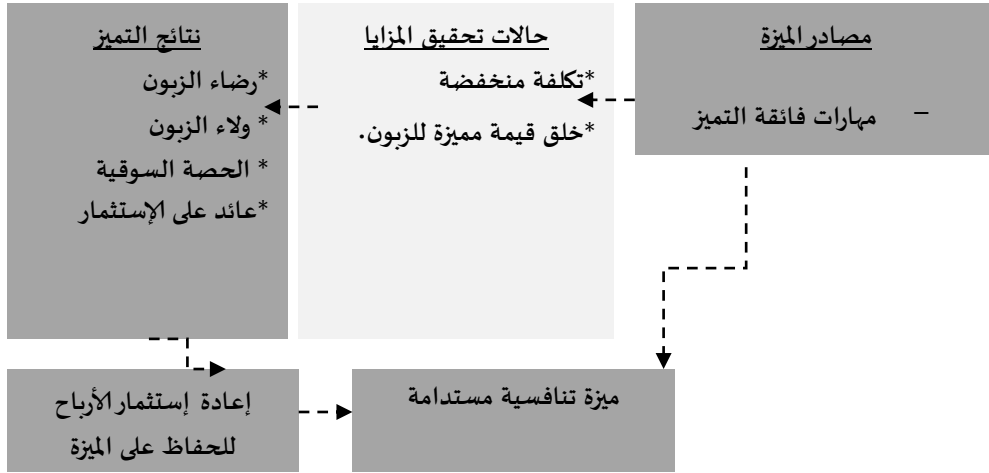 مصادر الميزة
– مهارات فائقة التميز
حالات تحقيق المزايا
*تكلفة منخفضة
*خلق قيمة مميزة للزبون.
نتائج التميز
*رضاء الزبون
* ولاء الزبون
* الحصة السوقية
*عائد على الإستثمار
ميزة تنافسية مستدامة
إعادة إستثمار الأرباح
للحفاظ على الميزة